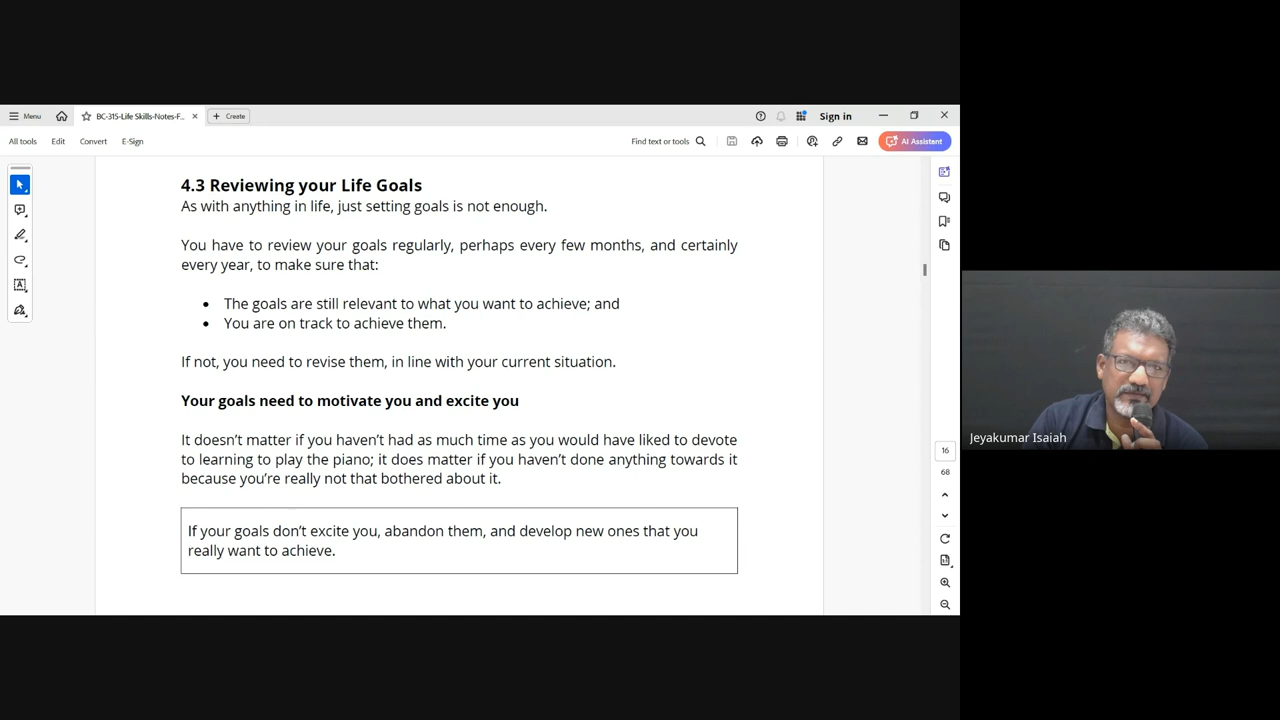 Menu
BC-315-Life Skills-Notes-F...
Create
Sign in
All tools
Edit
Convert
E-Sign
Find text or tools
AI Assistant
4.3 Reviewing your Life Goals
As with anything in life, just setting goals is not enough.
You have to review your goals regularly, perhaps every few months, and certainly
every year, to make sure that:
• The goals are still relevant to what you want to achieve; and
• You are on track to achieve them.
If not, you need to revise them, in line with your current situation.
Your goals need to motivate you and excite you
It doesn’t matter if you haven’t had as much time as you would have liked to devote
to learning to play the piano; it does matter if you haven’t done anything towards it
because you’re really not that bothered about it.
If your goals don’t excite you, abandon them, and develop new ones that you
really want to achieve.
16
68
Jeyakumar Isaiah